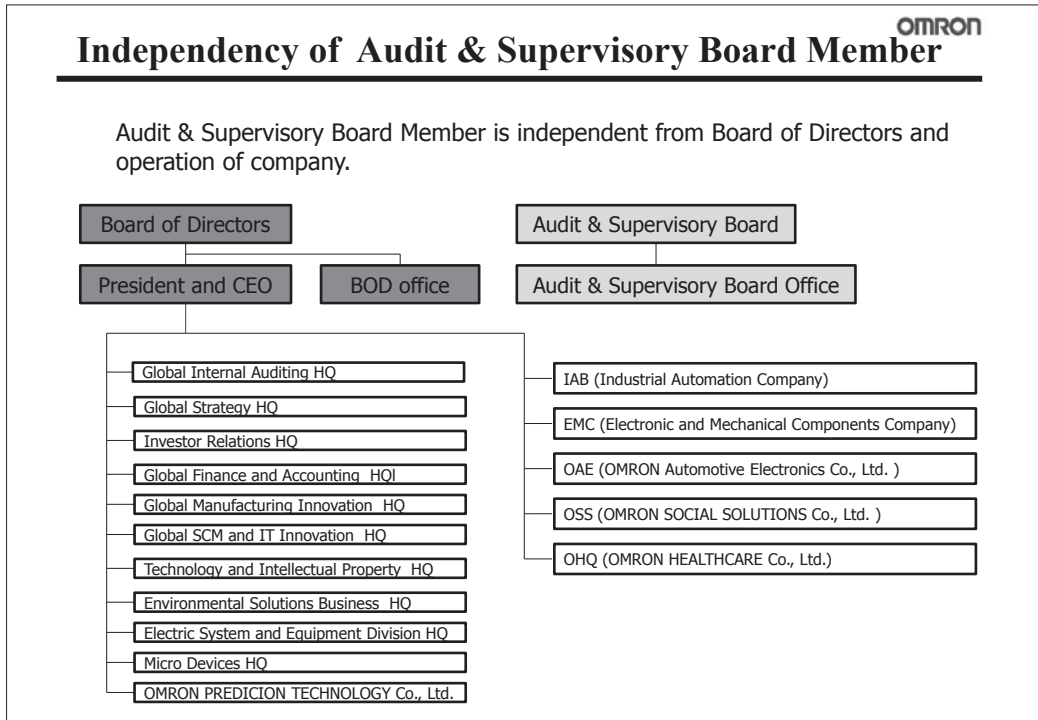 OMRON
Independency of Audit & Supervisory Board Member
Audit & Supervisory Board Member is independent from Board of Directors and
operation of company.
Board of Directors
Audit & Supervisory Board
President and CEO
BOD office
Audit & Supervisory Board Office
Global Internal Auditing HQ
Global Strategy HQ
Investor Relations HQ
Global Finance and Accounting HQl
Global Manufacturing Innovation HQ
Global SCM and IT Innovation HQ
Technology and Intellectual Property HQ
Environmental Solutions Business HQ
Electric System and Equipment Division HQ
Micro Devices HQ
OMRON PREDICION TECHNOLOGY Co., Ltd.
IAB (Industrial Automation Company)
EMC (Electronic and Mechanical Components Company)
OAE (OMRON Automotive Electronics Co., Ltd. )
OSS (OMRON SOCIAL SOLUTIONS Co., Ltd. )
OHQ (OMRON HEALTHCARE Co., Ltd.)